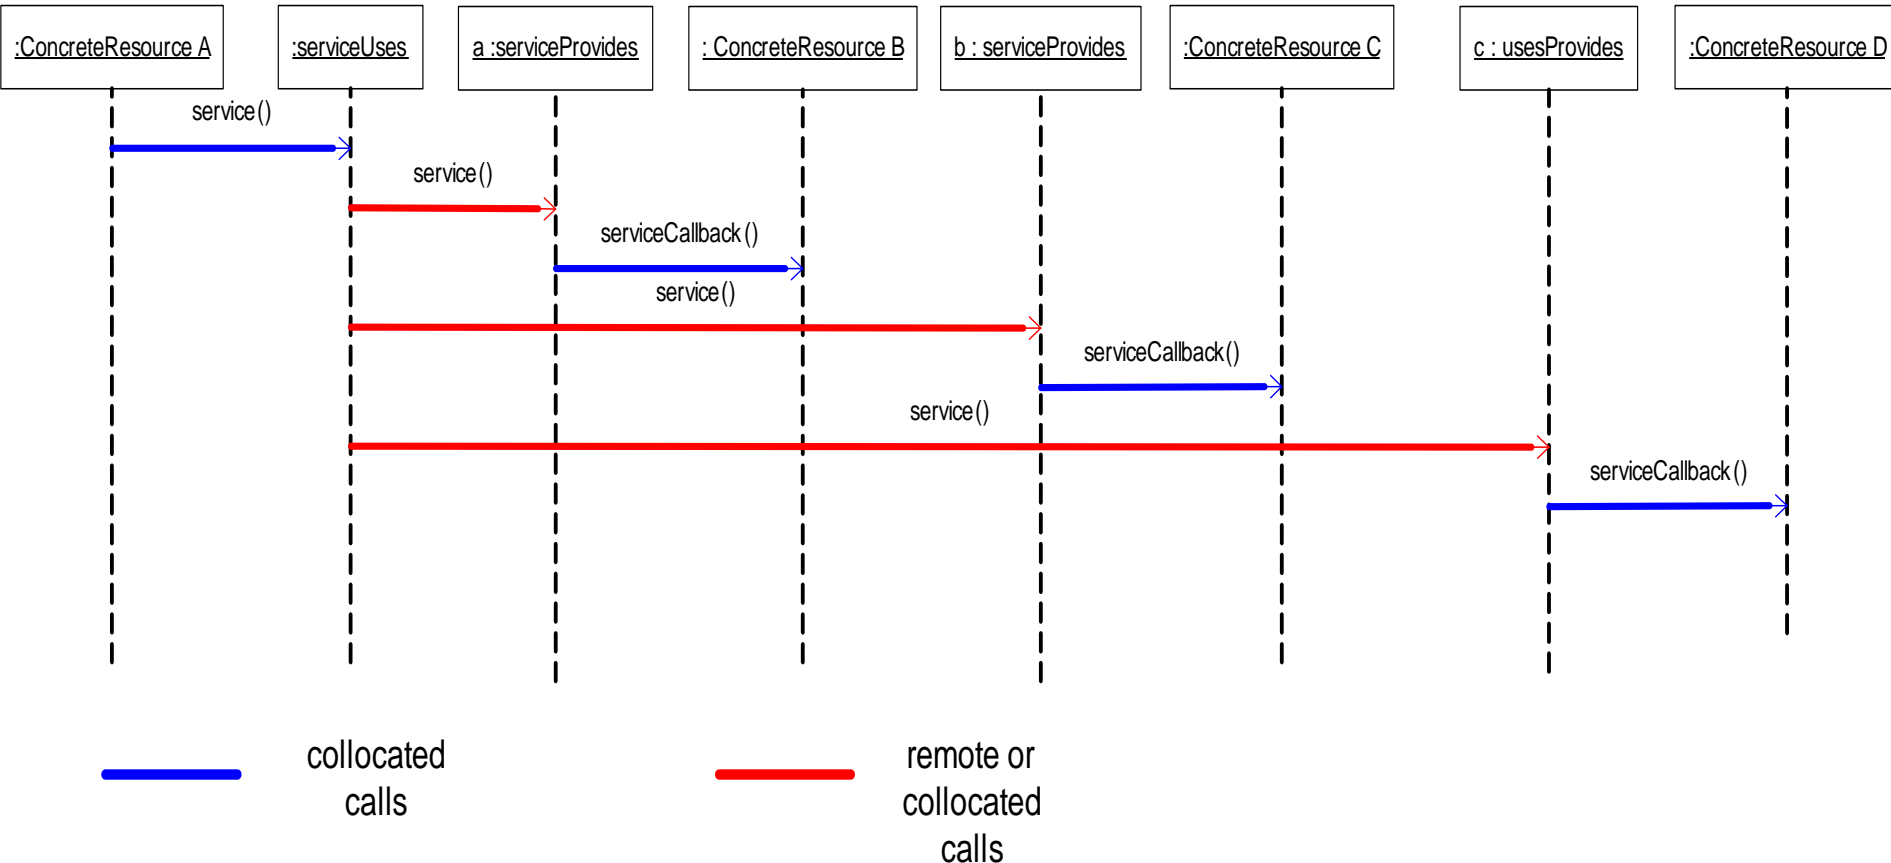 :ConcreteResource A
:serviceUses
a :serviceProvides
: ConcreteResource B
b : serviceProvides
:ConcreteResource C
c : usesProvides
:ConcreteResource D
service()
service()
serviceCallback()
service()
serviceCallback()
service()
serviceCallback()
collocated
calls
remote or
collocated
calls